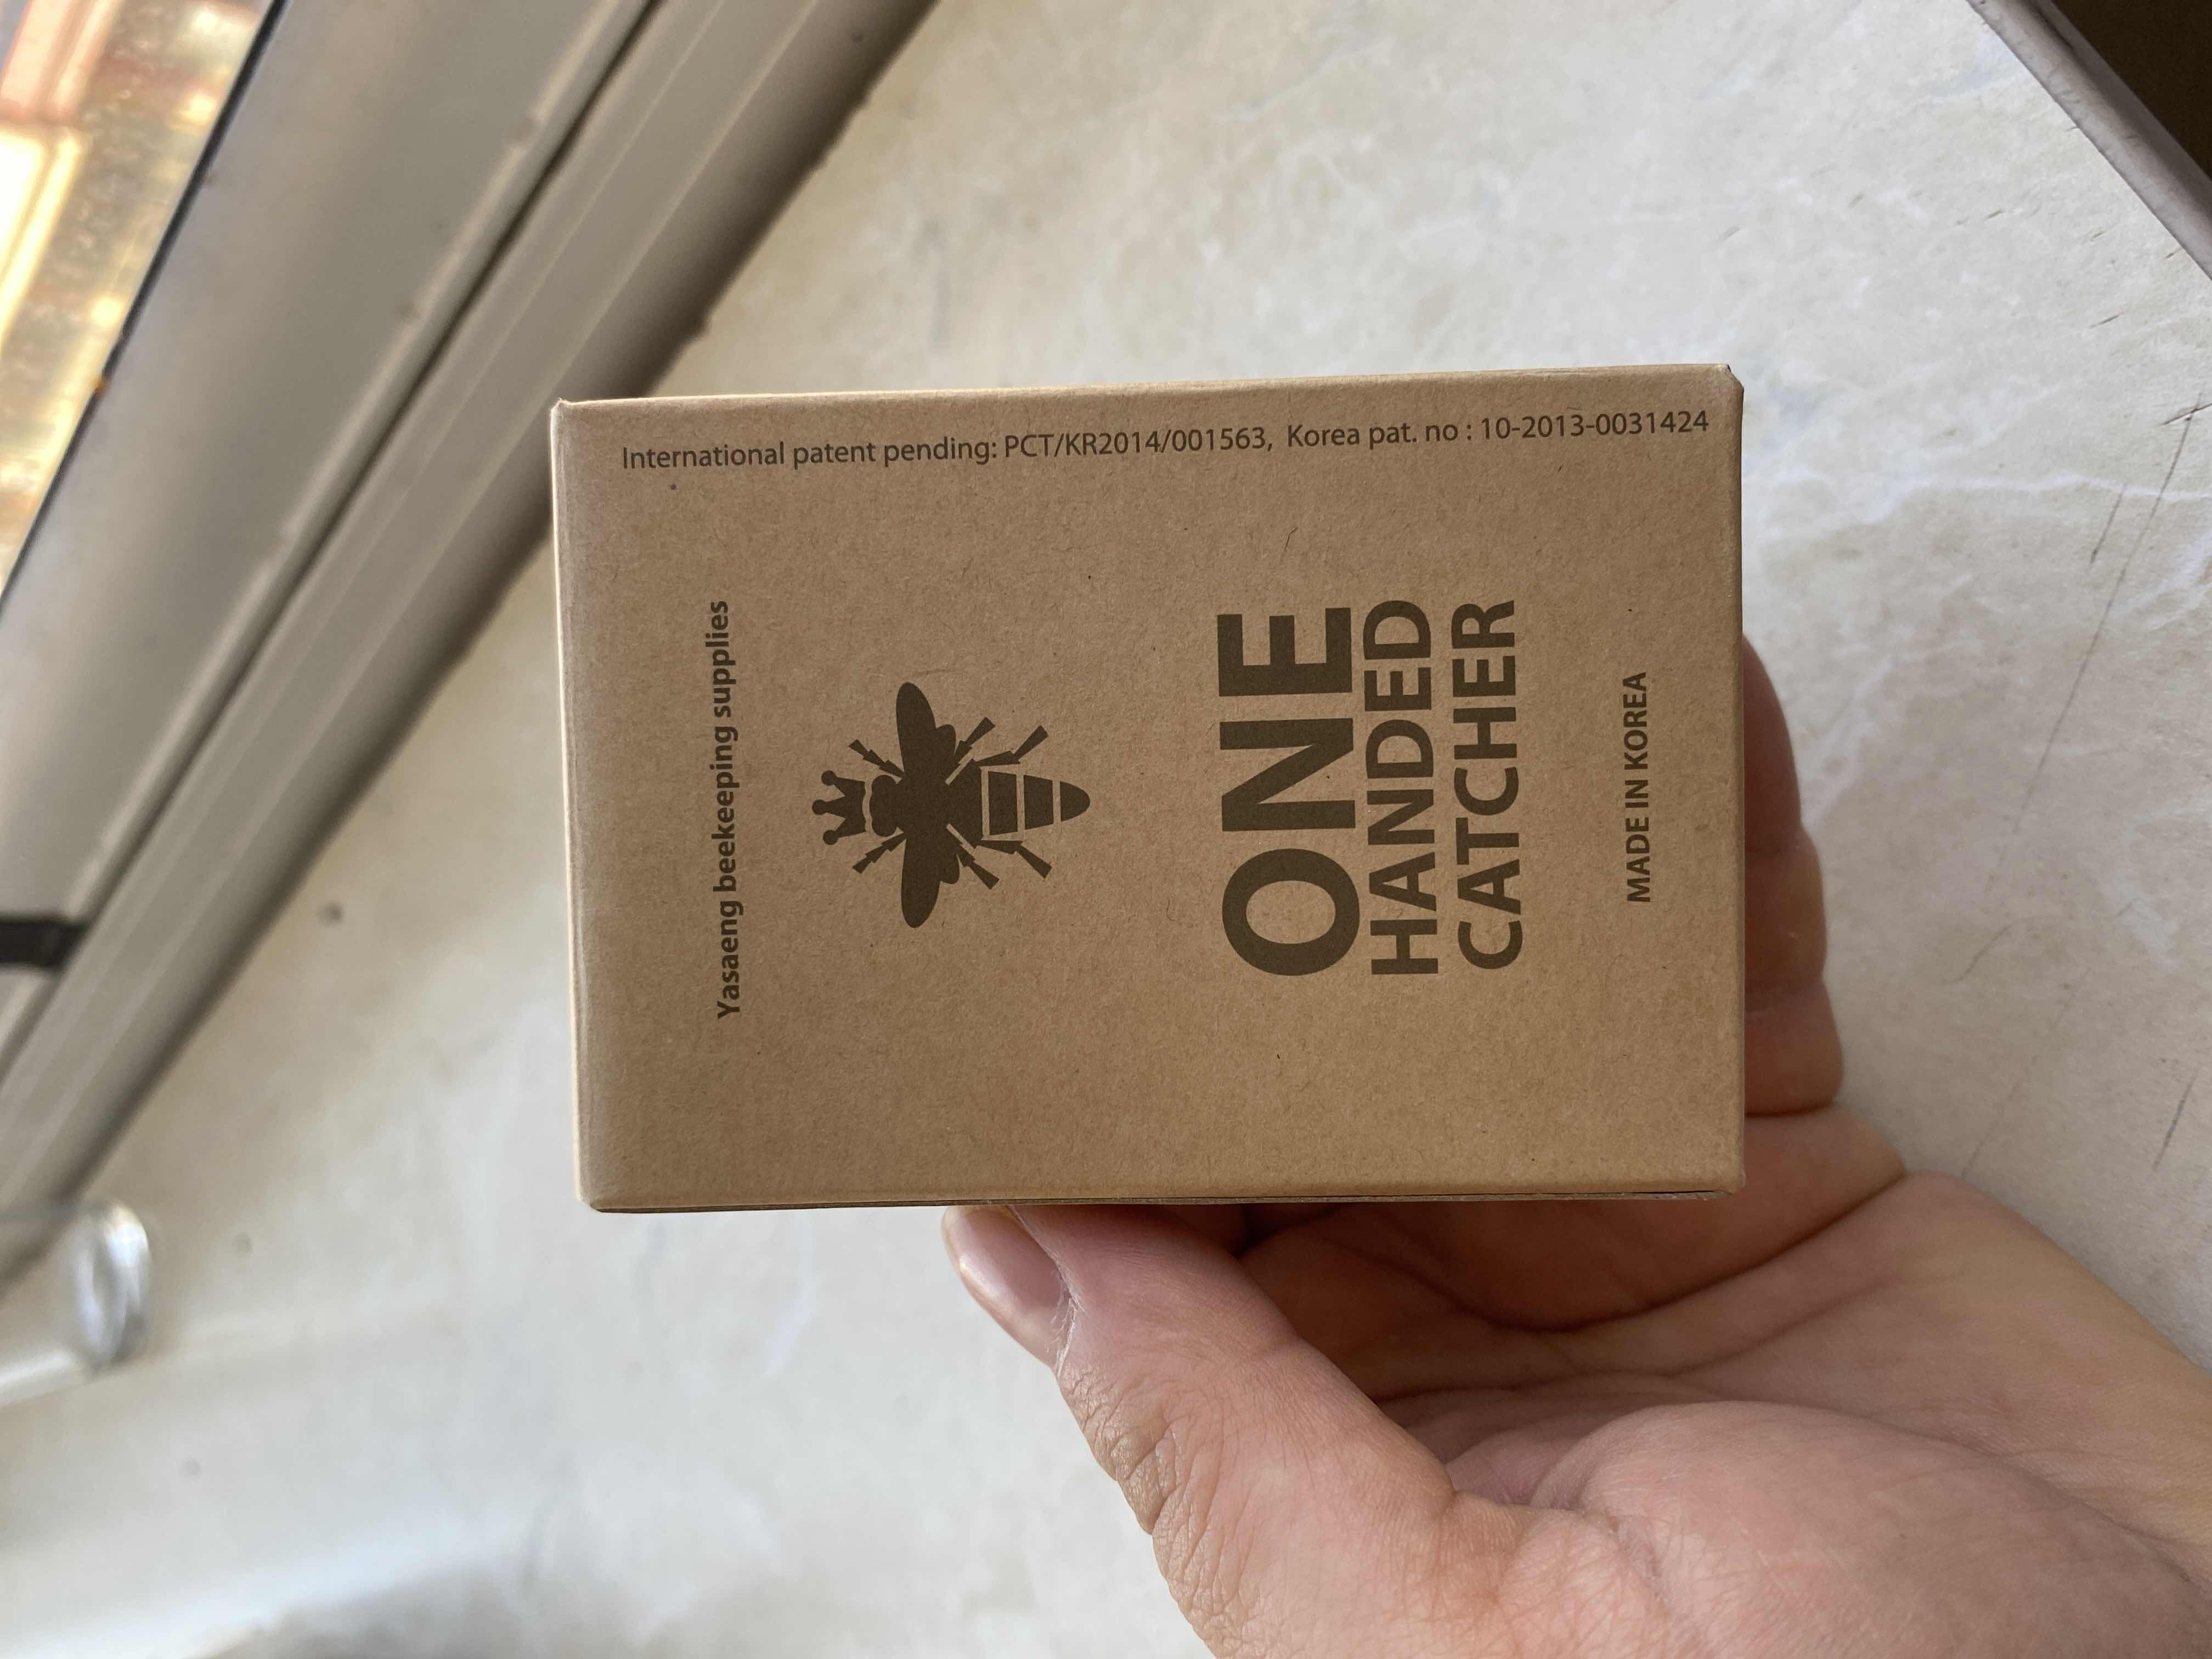 International patent pending: PCT/KR2014/001563, Korea pat. no : 10-2013-0031424
Yasaeng beekeeping supplies
ONE
HANDED
CATCHER
MADE IN KOREA